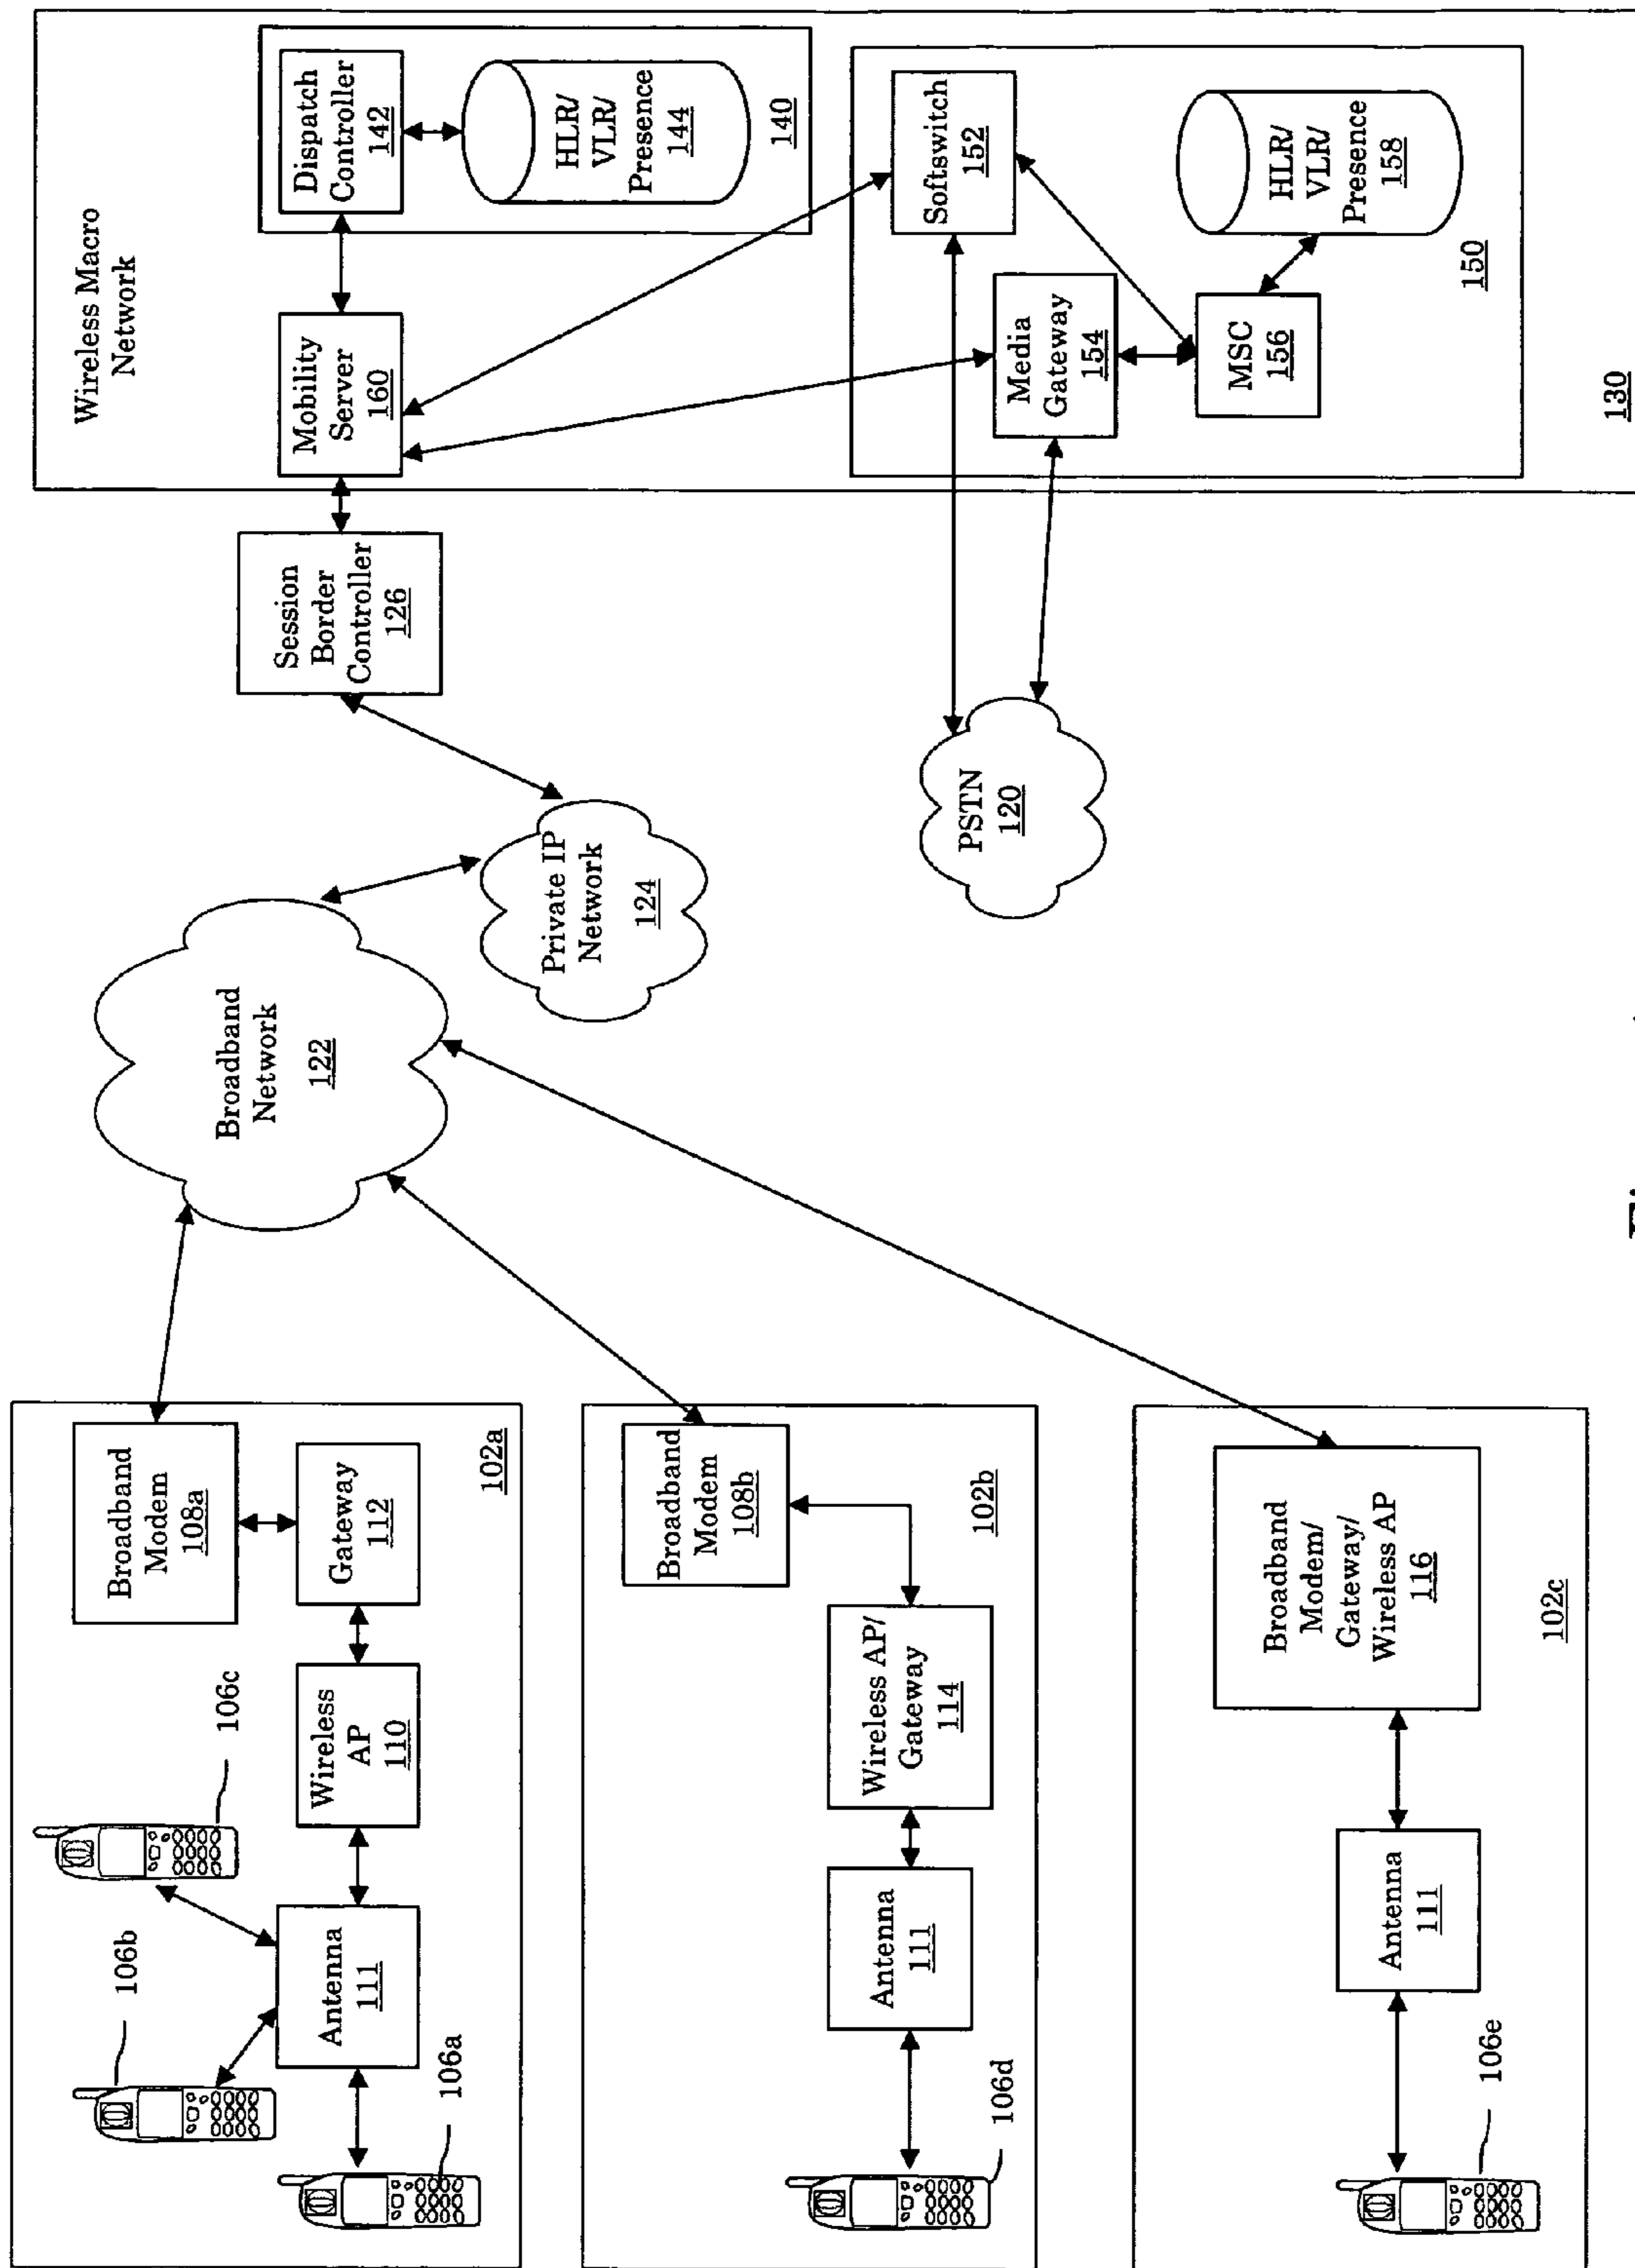 106b
106c
106a
Antenna
111
Wireless
AP
110
Gateway
112
Broadband
Modem
108a
102a
106d
Antenna
111
Wireless AP/
Gateway
114
Broadband
Modem
108b
102b
106e
Antenna
111
Broadband
Modem/
Gateway/
Wireless AP
116
102c
Broadband
Network
122
Private IP
Network
124
PSTN
120
Session
Border
Controller
126
Wireless Macro
Network
Mobility
Server
160
Dispatch
Controller
142
HLR/
VLR/
Presence
144
140
Softswitch
152
Media
Gateway
154
MSC
156
HLR/
VLR/
Presence
158
150
130